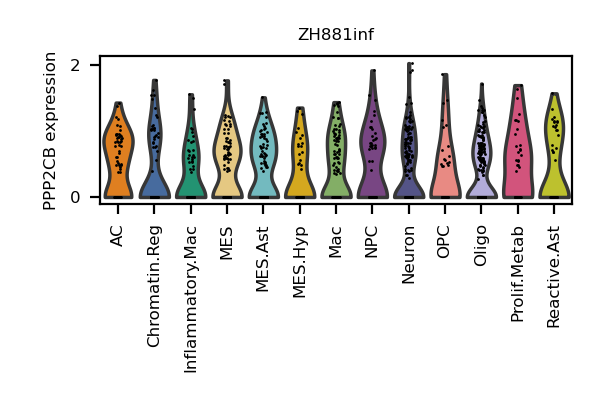 ZH881inf
PPP2CB expression
2
0
AC
Chromatin.Reg
Inflammatory.Mac
MES
MES.Ast
MES.Hyp
Mac
NPC
Neuron
OPC
Oligo
Prolif.Metab
Reactive.Ast